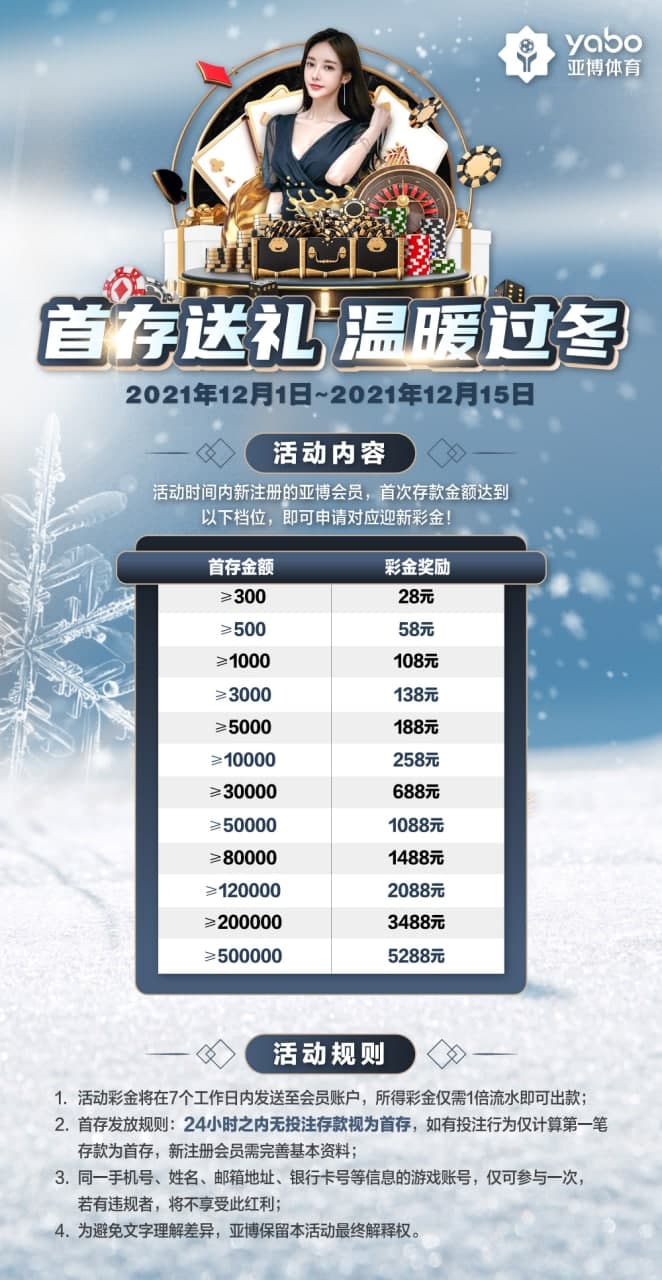 yabo
亚博体育
A
首存送礼 温暖过冬
2021年12月1日~2021年12月15日
活动内容
活动时间内新注册的亚博会员，首次存款金额达到
以下档位，即可申请对应迎新彩金！
首存金额 彩金奖励
≥300 28元
≥500 58元
≥1000 108元
≥3000 138元
≥5000 188元
≥10000 258元
≥30000 688元
≥50000 1088元
≥80000 1488元
≥120000 2088元
≥200000 3488元
≥500000 5288元
活动规则
1. 活动彩金将在7个工作日内发送至会员账户，所得彩金仅需1倍流水即可出款；
2. 首存发放规则：24小时之内无投注存款视为首存，如有投注行为仅计算第一笔
存款为首存，新注册会员需完善基本资料；
3. 同一手机号、姓名、邮箱地址、银行卡号等信息的游戏账号，仅可参与一次，
若有违规者，将不享受此红利；
4. 为避免文字理解差异，亚博保留本活动最终解释权。